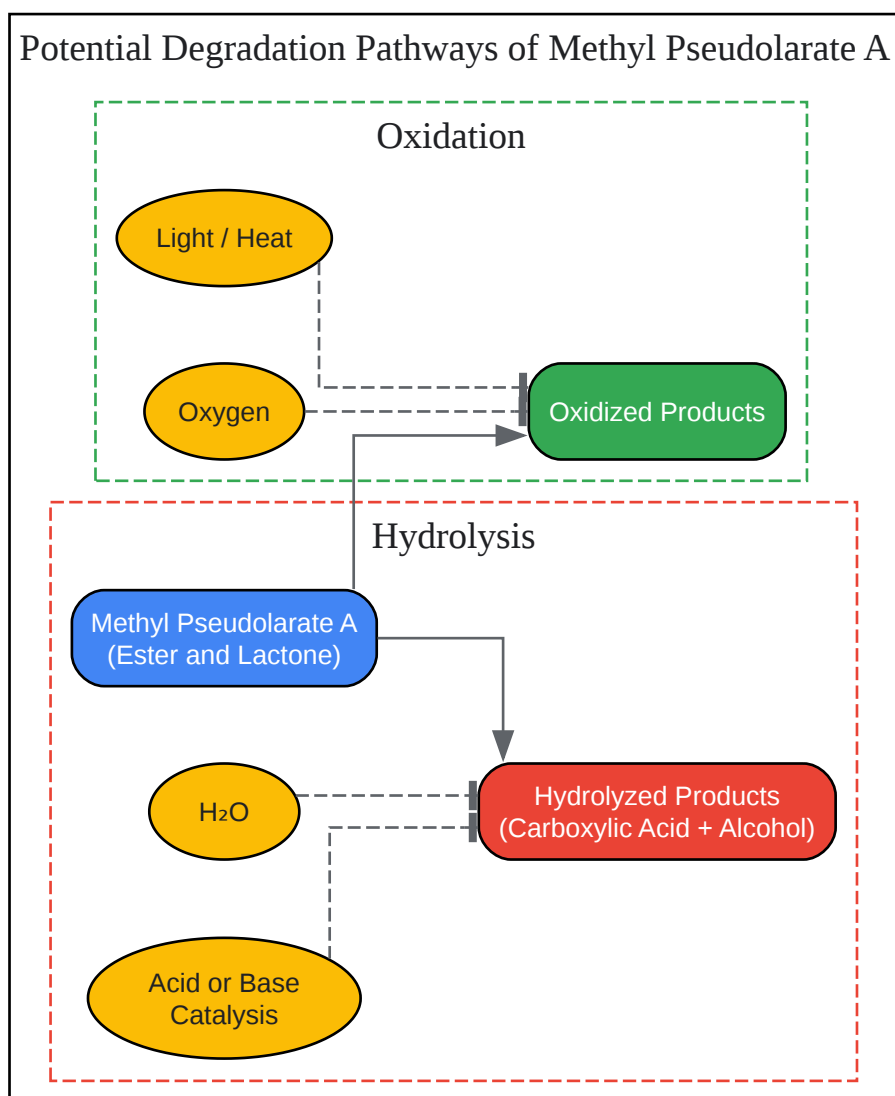 Potential Degradation Pathways of Methyl Pseudolarate A
Oxidation
Light / Heat
Oxygen
Oxidized Products
Hydrolysis
Methyl Pseudolarate A
(Ester and Lactone)
H₂O
Hydrolyzed Products
(Carboxylic Acid + Alcohol)
Acid or Base
Catalysis